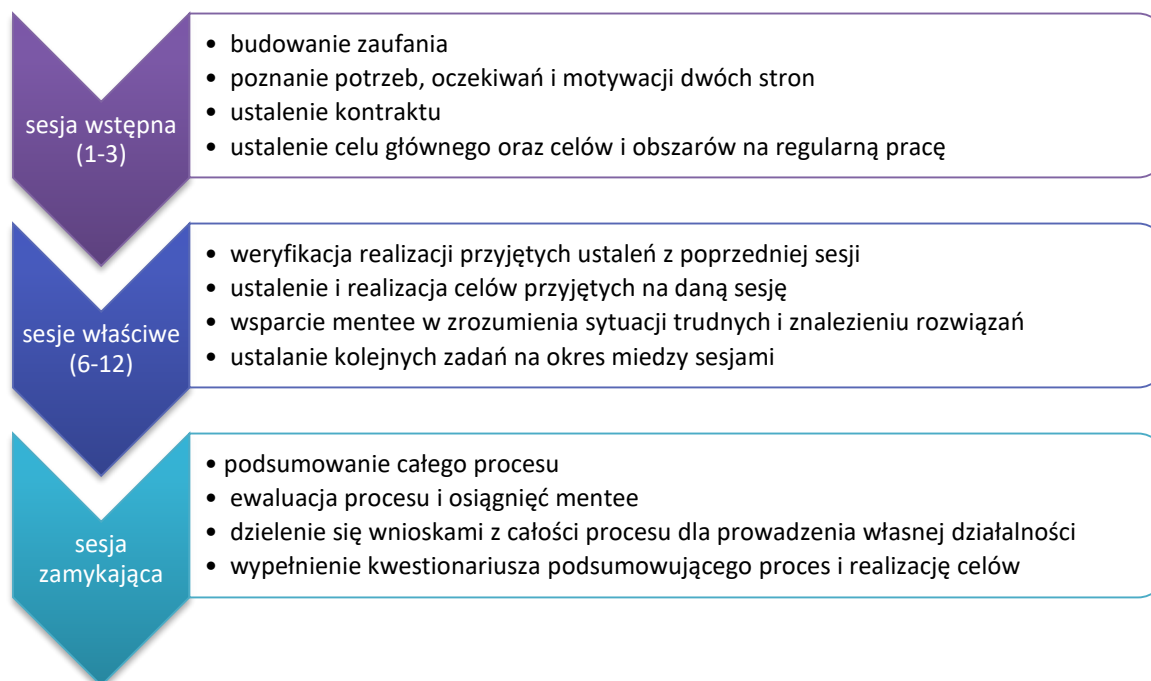 sesja wstępna
(1-3)
• budowanie zaufania
• poznanie potrzeb, oczekiwań i motywacji dwóch stron
• ustalenie kontraktu
• ustalenie celu głównego oraz celów i obszarów na regularną pracę
sesje właściwe
(6-12)
• weryfikacja realizacji przyjętych ustaleń z poprzedniej sesji
• ustalenie i realizacja celów przyjętych na daną sesję
• wsparcie mentee w zrozumienia sytuacji trudnych i znalezieniu rozwiązań
• ustalanie kolejnych zadań na okres miedzy sesjami
sesja
zamykająca
• podsumowanie całego procesu
• ewaluacja procesu i osiągnięć mentee
• dzielenie się wnioskami z całości procesu dla prowadzenia własnej działalności
• wypełnienie kwestionariusza podsumowującego proces i realizację celów